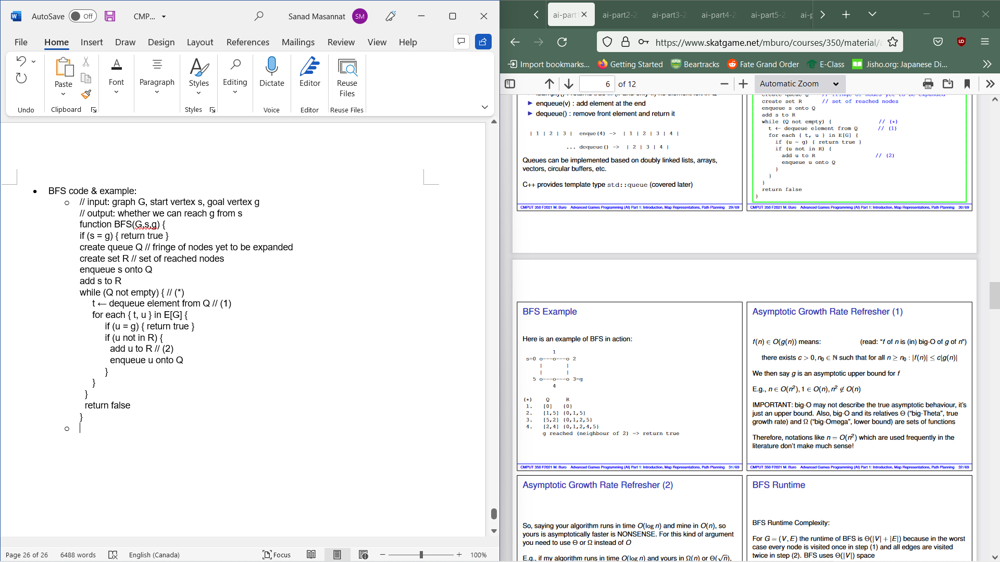 AutoSave Off CMP... Sanad Masannat SM
File Home Insert Draw Design Layout References Mailings Review View Help
Paste Font Paragraph Styles Editing Dictate Editor Reuse Files
Undo Clipboard Styles Voice Editor Reuse Files
• BFS code & example:
o // input: graph G, start vertex s, goal vertex g
// output: whether we can reach g from s
function BFS(G,s,g) {
if (s = g) { return true }
create queue Q // fringe of nodes yet to be expanded
create set R // set of reached nodes
enqueue s onto Q
add s to R
while (Q not empty) { // (*)
t ← dequeue element from Q // (1)
for each { t, u } in E[G] {
if (u = g) { return true }
if (u not in R) {
add u to R // (2)
enqueue u onto Q
}
}
}
return false
}
o
Page 26 of 26 6488 words English (Canada) Focus 100%
ai-part1 ai-part2-2 ai-part3-2 ai-part4-2 ai-part5-2 ai-p
https://www.skatgame.net/mburo/courses/350/material/a
Import bookmarks... Getting Started Beartracks Fate Grand Order E-Class Jisho.org: Japanese Di...
6 of 12 Automatic Zoom
enqueue(v) : add element at the end
dequeue() : remove front element and return it
| 1 | 2 | 3 | enque(4) -> | 1 | 2 | 3 | 4 |
... dequeue() -> | 2 | 3 | 4 |
Queues can be implemented based on doubly linked lists, arrays,
vectors, circular buffers, etc.
C++ provides template type std::queue (covered later)
CMPUT 350 F2021 M. Buro Advanced Games Programming (AI) Part 1: Introduction, Map Representations, Path Planning 29/69
create queue Q // fringe of nodes yet to be expanded
create set R // set of reached nodes
enqueue s onto Q
add s to R
while (Q not empty) { // (*)
t ← dequeue element from Q // (1)
for each { t, u } in E[G] {
if (u = g) { return true }
if (u not in R) {
add u to R // (2)
enqueue u onto Q
}
}
}
return false
}
CMPUT 350 F2021 M. Buro Advanced Games Programming (AI) Part 1: Introduction, Map Representations, Path Planning 30/69
BFS Example
Here is an example of BFS in action:
1
s=0 o---o---o 2
| |
| |
5 o---o---o 3=g
4
(*) Q R
1. [0] {0}
2. [1,5] {0,1,5}
3. [5,2] {0,1,2,5}
4. [2,4] {0,1,2,4,5}
g reached (neighbour of 2) => return true
CMPUT 350 F2021 M. Buro Advanced Games Programming (AI) Part 1: Introduction, Map Representations, Path Planning 31/69
Asymptotic Growth Rate Refresher (1)
f(n) ∈ O(g(n)) means: (read: "f of n is (in) big-O of g of n")
there exists c > 0, n₀ ∈ ℕ such that for all n ≥ n₀ : |f(n)| ≤ c|g(n)|
We then say g is an asymptotic upper bound for f
E.g., n ∈ O(n²), 1 ∈ O(n), n² ∉ O(n)
IMPORTANT: big-O may not describe the true asymptotic behaviour, it's
just an upper bound. Also, big-O and its relatives Θ ("big-Theta", true
growth rate) and Ω ("big-Omega", lower bound) are sets of functions
Therefore, notations like n = O(n²) which are used frequently in the
literature don't make much sense!
CMPUT 350 F2021 M. Buro Advanced Games Programming (AI) Part 1: Introduction, Map Representations, Path Planning 32/69
Asymptotic Growth Rate Refresher (2)
So, saying your algorithm runs in time O(log n) and mine in O(n), so
yours is asymptotically faster is NONSENSE. For this kind of argument
you need to use Θ or Ω instead of O
E.g., if my algorithm runs in time O(log n) and yours in Ω(n) or Θ(√n),
BFS Runtime
BFS Runtime Complexity:
For G = (V, E) the runtime of BFS is Θ(|V| + |E|) because in the worst
case every node is visited once in step (1) and all edges are visited
twice in step (2). BFS uses Θ(|V|) space